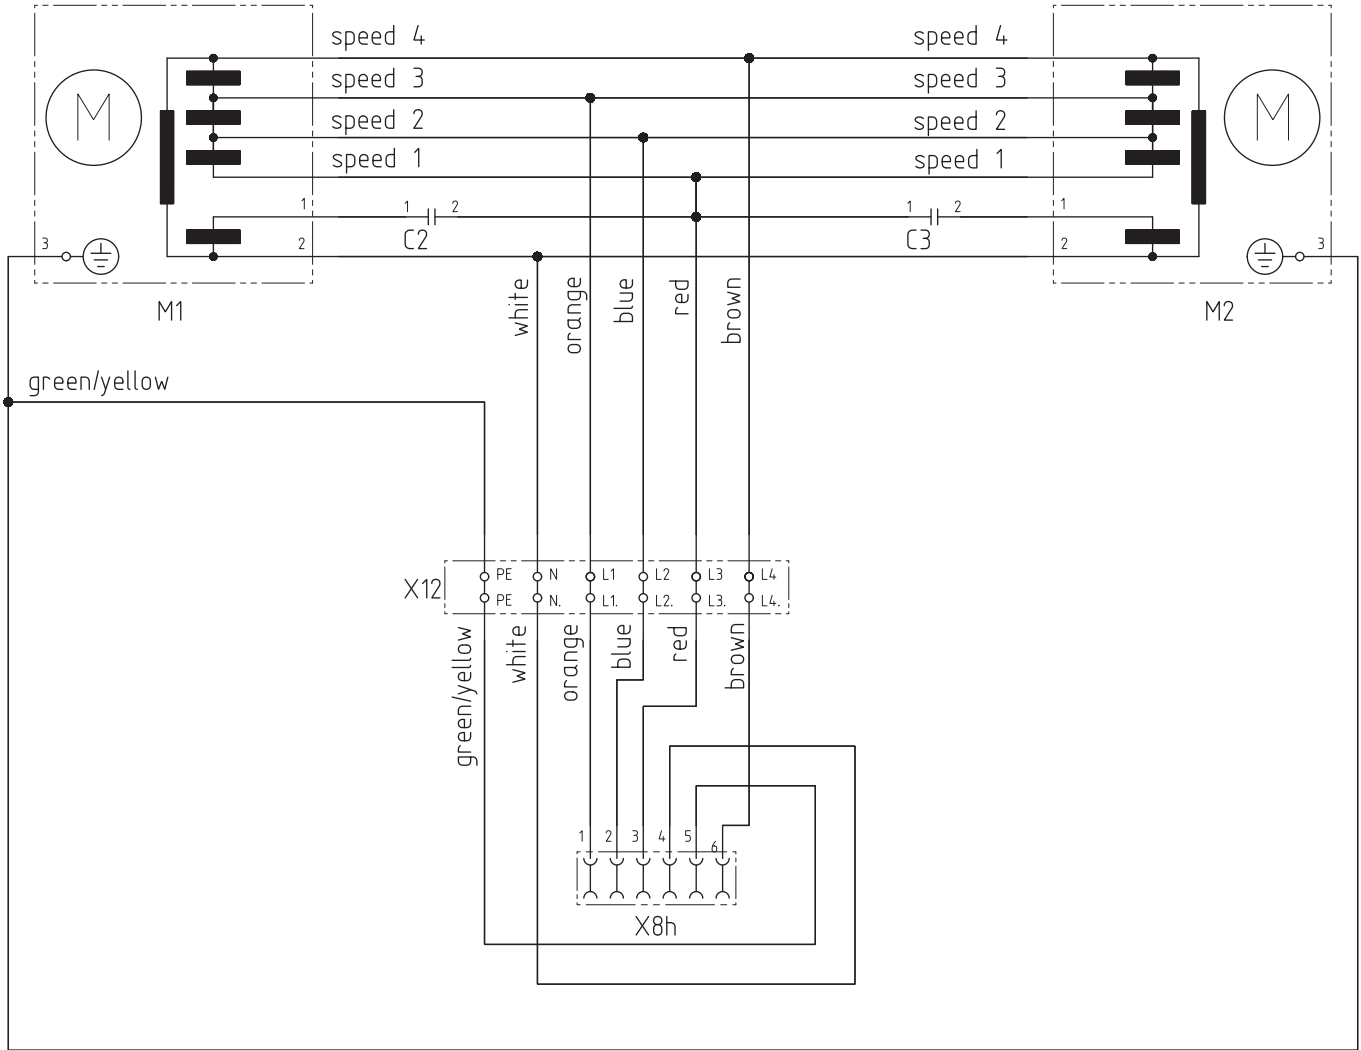 speed 4 speed 4
speed 3 speed 3
M M
speed 2 speed 2
speed 1 speed 1
1 1 2 1 2 1
C2 C3
3 2 2 3
M1 M2
white orange blue red brown
green/yellow
X12 PE N L1 L2 L3 L4
PE N. L1. L2. L3. L4.
green/yellow white orange blue red brown
1 2 3 4 5 6
X8h